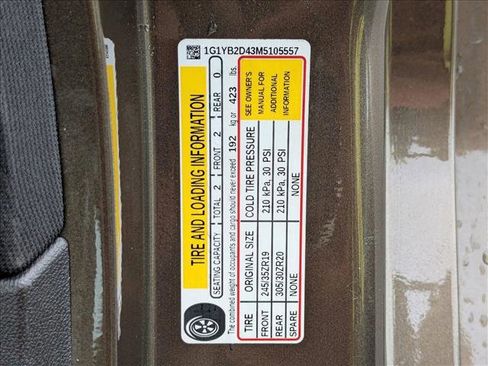 1G1YB2D43M5105557
TIRE AND LOADING INFORMATION
SEATING CAPACITY TOTAL 2 FRONT 2 REAR 0
The combined weight of occupants and cargo should never exceed 192 kg or 423 lbs.
TIRE ORIGINAL SIZE COLD TIRE PRESSURE
FRONT 245/35ZR19 210 kPa, 30 PSI
REAR 305/30ZR20 210 kPa, 30 PSI
SPARE NONE NONE
SEE OWNER'S
MANUAL FOR
ADDITIONAL
INFORMATION